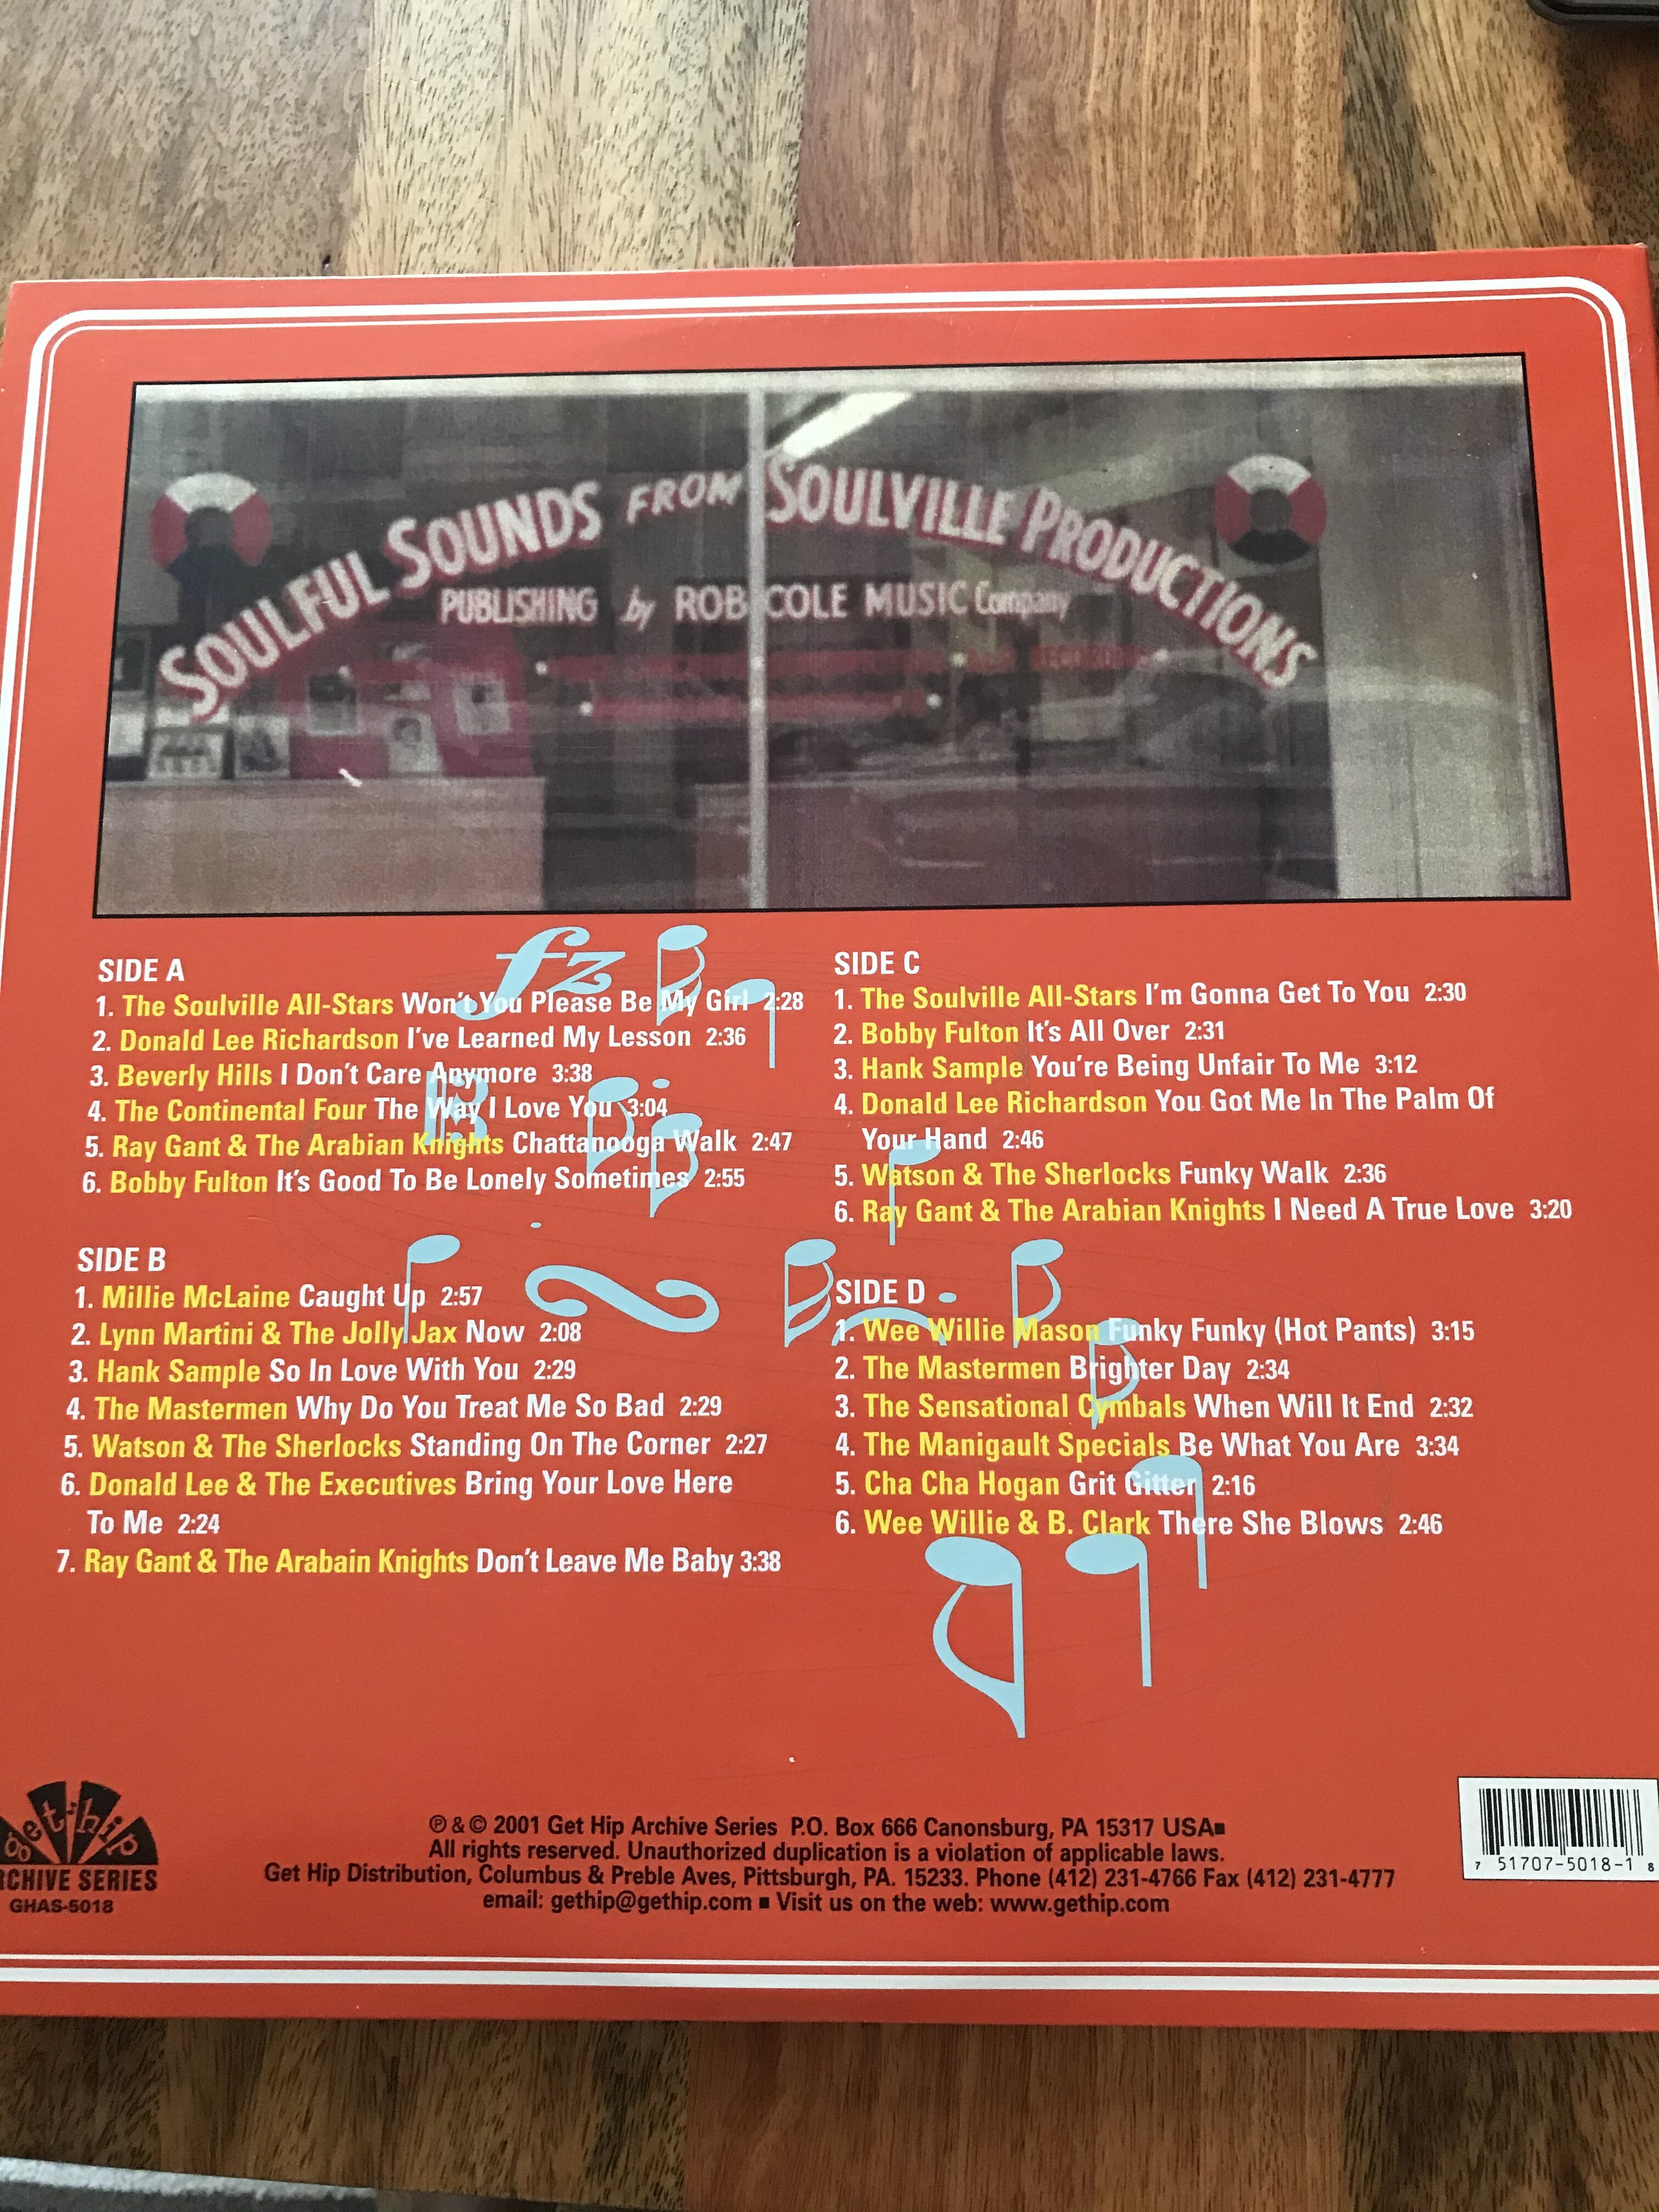 SOULFUL SOUNDS FROM SOULVILLE PRODUCTIONS
PUBLISHING by ROB COLE MUSIC Company
SIDE A
1. The Soulville All-Stars Won't You Please Be My Girl 2:28
2. Donald Lee Richardson I've Learned My Lesson 2:36
3. Beverly Hills I Don't Care Anymore 3:38
4. The Continental Four The Way I Love You 3:04
5. Ray Gant & The Arabian Knights Chattanooga Walk 2:47
6. Bobby Fulton It's Good To Be Lonely Sometimes 2:55
SIDE B
1. Millie McLaine Caught Up 2:57
2. Lynn Martini & The Jolly Jax Now 2:08
3. Hank Sample So In Love With You 2:29
4. The Mastermen Why Do You Treat Me So Bad 2:29
5. Watson & The Sherlocks Standing On The Corner 2:27
6. Donald Lee & The Executives Bring Your Love Here
To Me 2:24
7. Ray Gant & The Arabain Knights Don't Leave Me Baby 3:38
SIDE C
1. The Soulville All-Stars I'm Gonna Get To You 2:30
2. Bobby Fulton It's All Over 2:31
3. Hank Sample You're Being Unfair To Me 3:12
4. Donald Lee Richardson You Got Me In The Palm Of
Your Hand 2:46
5. Watson & The Sherlocks Funky Walk 2:36
6. Ray Gant & The Arabian Knights I Need A True Love 3:20
SIDE D
1. Wee Willie Mason Funky Funky (Hot Pants) 3:15
2. The Mastermen Brighter Day 2:34
3. The Sensational Cymbals When Will It End 2:32
4. The Manigault Specials Be What You Are 3:34
5. Cha Cha Hogan Grit Gitter 2:16
6. Wee Willie & B. Clark There She Blows 2:46
fz
get hip
RCHIVE SERIES
GHAS-5018
℗ & © 2001 Get Hip Archive Series P.O. Box 666 Canonsburg, PA 15317 USA■
All rights reserved. Unauthorized duplication is a violation of applicable laws.
Get Hip Distribution, Columbus & Preble Aves, Pittsburgh, PA. 15233. Phone (412) 231-4766 Fax (412) 231-4777
email: gethip@gethip.com ■ Visit us on the web: www.gethip.com
7 51707-5018-1 8